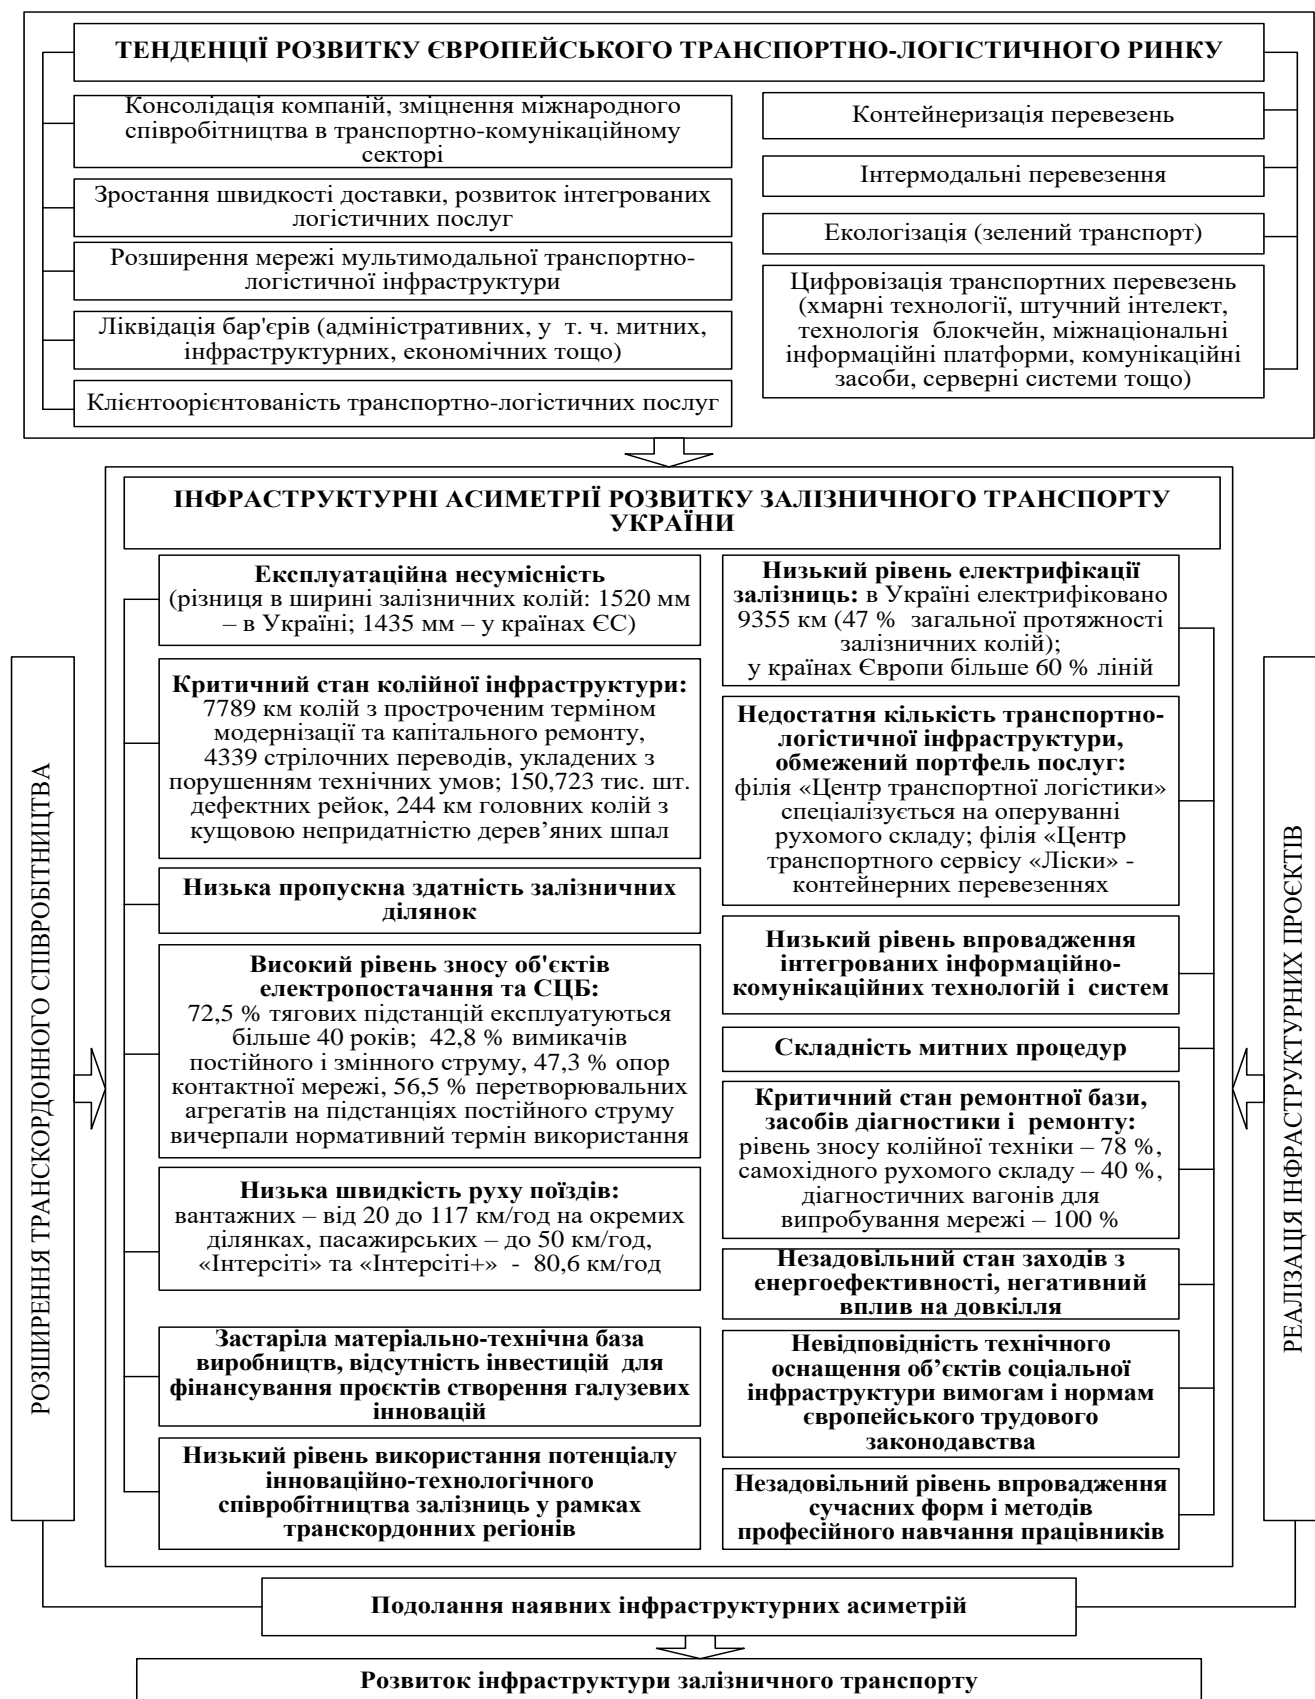 ТЕНДЕНЦІЇ РОЗВИТКУ ЄВРОПЕЙСЬКОГО ТРАНСПОРТНО-ЛОГІСТИЧНОГО РИНКУ
Консолідація компаній, зміцнення міжнародного
співробітництва в транспортно-комунікаційному
секторі
Зростання швидкості доставки, розвиток інтегрованих
логістичних послуг
Розширення мережі мультимодальної транспортно-
логістичної інфраструктури
Ліквідація бар'єрів (адміністративних, у т. ч. митних,
інфраструктурних, економічних тощо)
Клієнтоорієнтованість транспортно-логістичних послуг
Контейнеризація перевезень
Інтермодальні перевезення
Екологізація (зелений транспорт)
Цифровізація транспортних перевезень
(хмарні технології, штучний інтелект,
технологія блокчейн, міжнаціональні
інформаційні платформи, комунікаційні
засоби, серверні системи тощо)
ІНФРАСТРУКТУРНІ АСИМЕТРІЇ РОЗВИТКУ ЗАЛІЗНИЧНОГО ТРАНСПОРТУ
УКРАЇНИ
Експлуатаційна несумісність
(різниця в ширині залізничних колій: 1520 мм
– в Україні; 1435 мм – у країнах ЄС)
Критичний стан колійної інфраструктури:
7789 км колій з простроченим терміном
модернізації та капітального ремонту,
4339 стрілочних переводів, укладених з
порушенням технічних умов; 150,723 тис. шт.
дефектних рейок, 244 км головних колій з
кущовою непридатністю дерев’яних шпал
Низька пропускна здатність залізничних
ділянок
Високий рівень зносу об'єктів
електропостачання та СЦБ:
72,5 % тягових підстанцій експлуатуються
більше 40 років; 42,8 % вимикачів
постійного і змінного струму, 47,3 % опор
контактної мережі, 56,5 % перетворювальних
агрегатів на підстанціях постійного струму
вичерпали нормативний термін використання
Низька швидкість руху поїздів:
вантажних – від 20 до 117 км/год на окремих
ділянках, пасажирських – до 50 км/год,
«Інтерсіті» та «Інтерсіті+» - 80,6 км/год
Застаріла матеріально-технічна база
виробництв, відсутність інвестицій для
фінансування проєктів створення галузевих
інновацій
Низький рівень використання потенціалу
інноваційно-технологічного
співробітництва залізниць у рамках
транскордонних регіонів
Низький рівень електрифікації
залізниць: в Україні електрифіковано
9355 км (47 % загальної протяжності
залізничних колій);
у країнах Європи більше 60 % ліній
Недостатня кількість транспортно-
логістичної інфраструктури,
обмежений портфель послуг:
філія «Центр транспортної логістики»
спеціалізується на оперуванні
рухомого складу; філія «Центр
транспортного сервісу «Ліски» -
контейнерних перевезеннях
Низький рівень впровадження
інтегрованих інформаційно-
комунікаційних технологій і систем
Складність митних процедур
Критичний стан ремонтної бази,
засобів діагностики і ремонту:
рівень зносу колійної техніки – 78 %,
самохідного рухомого складу – 40 %,
діагностичних вагонів для
випробування мережі – 100 %
Незадовільний стан заходів з
енергоефективності, негативний
вплив на довкілля
Невідповідність технічного
оснащення об’єктів соціальної
інфраструктури вимогам і нормам
європейського трудового
законодавства
Незадовільний рівень впровадження
сучасних форм і методів
професійного навчання працівників
РОЗШИРЕННЯ ТРАНСКОРДОННОГО СПІВРОБІТНИЦТВА
РЕАЛІЗАЦІЯ ІНФРАСТРУКТУРНИХ ПРОЄКТІВ
Подолання наявних інфраструктурних асиметрій
Розвиток інфраструктури залізничного транспорту